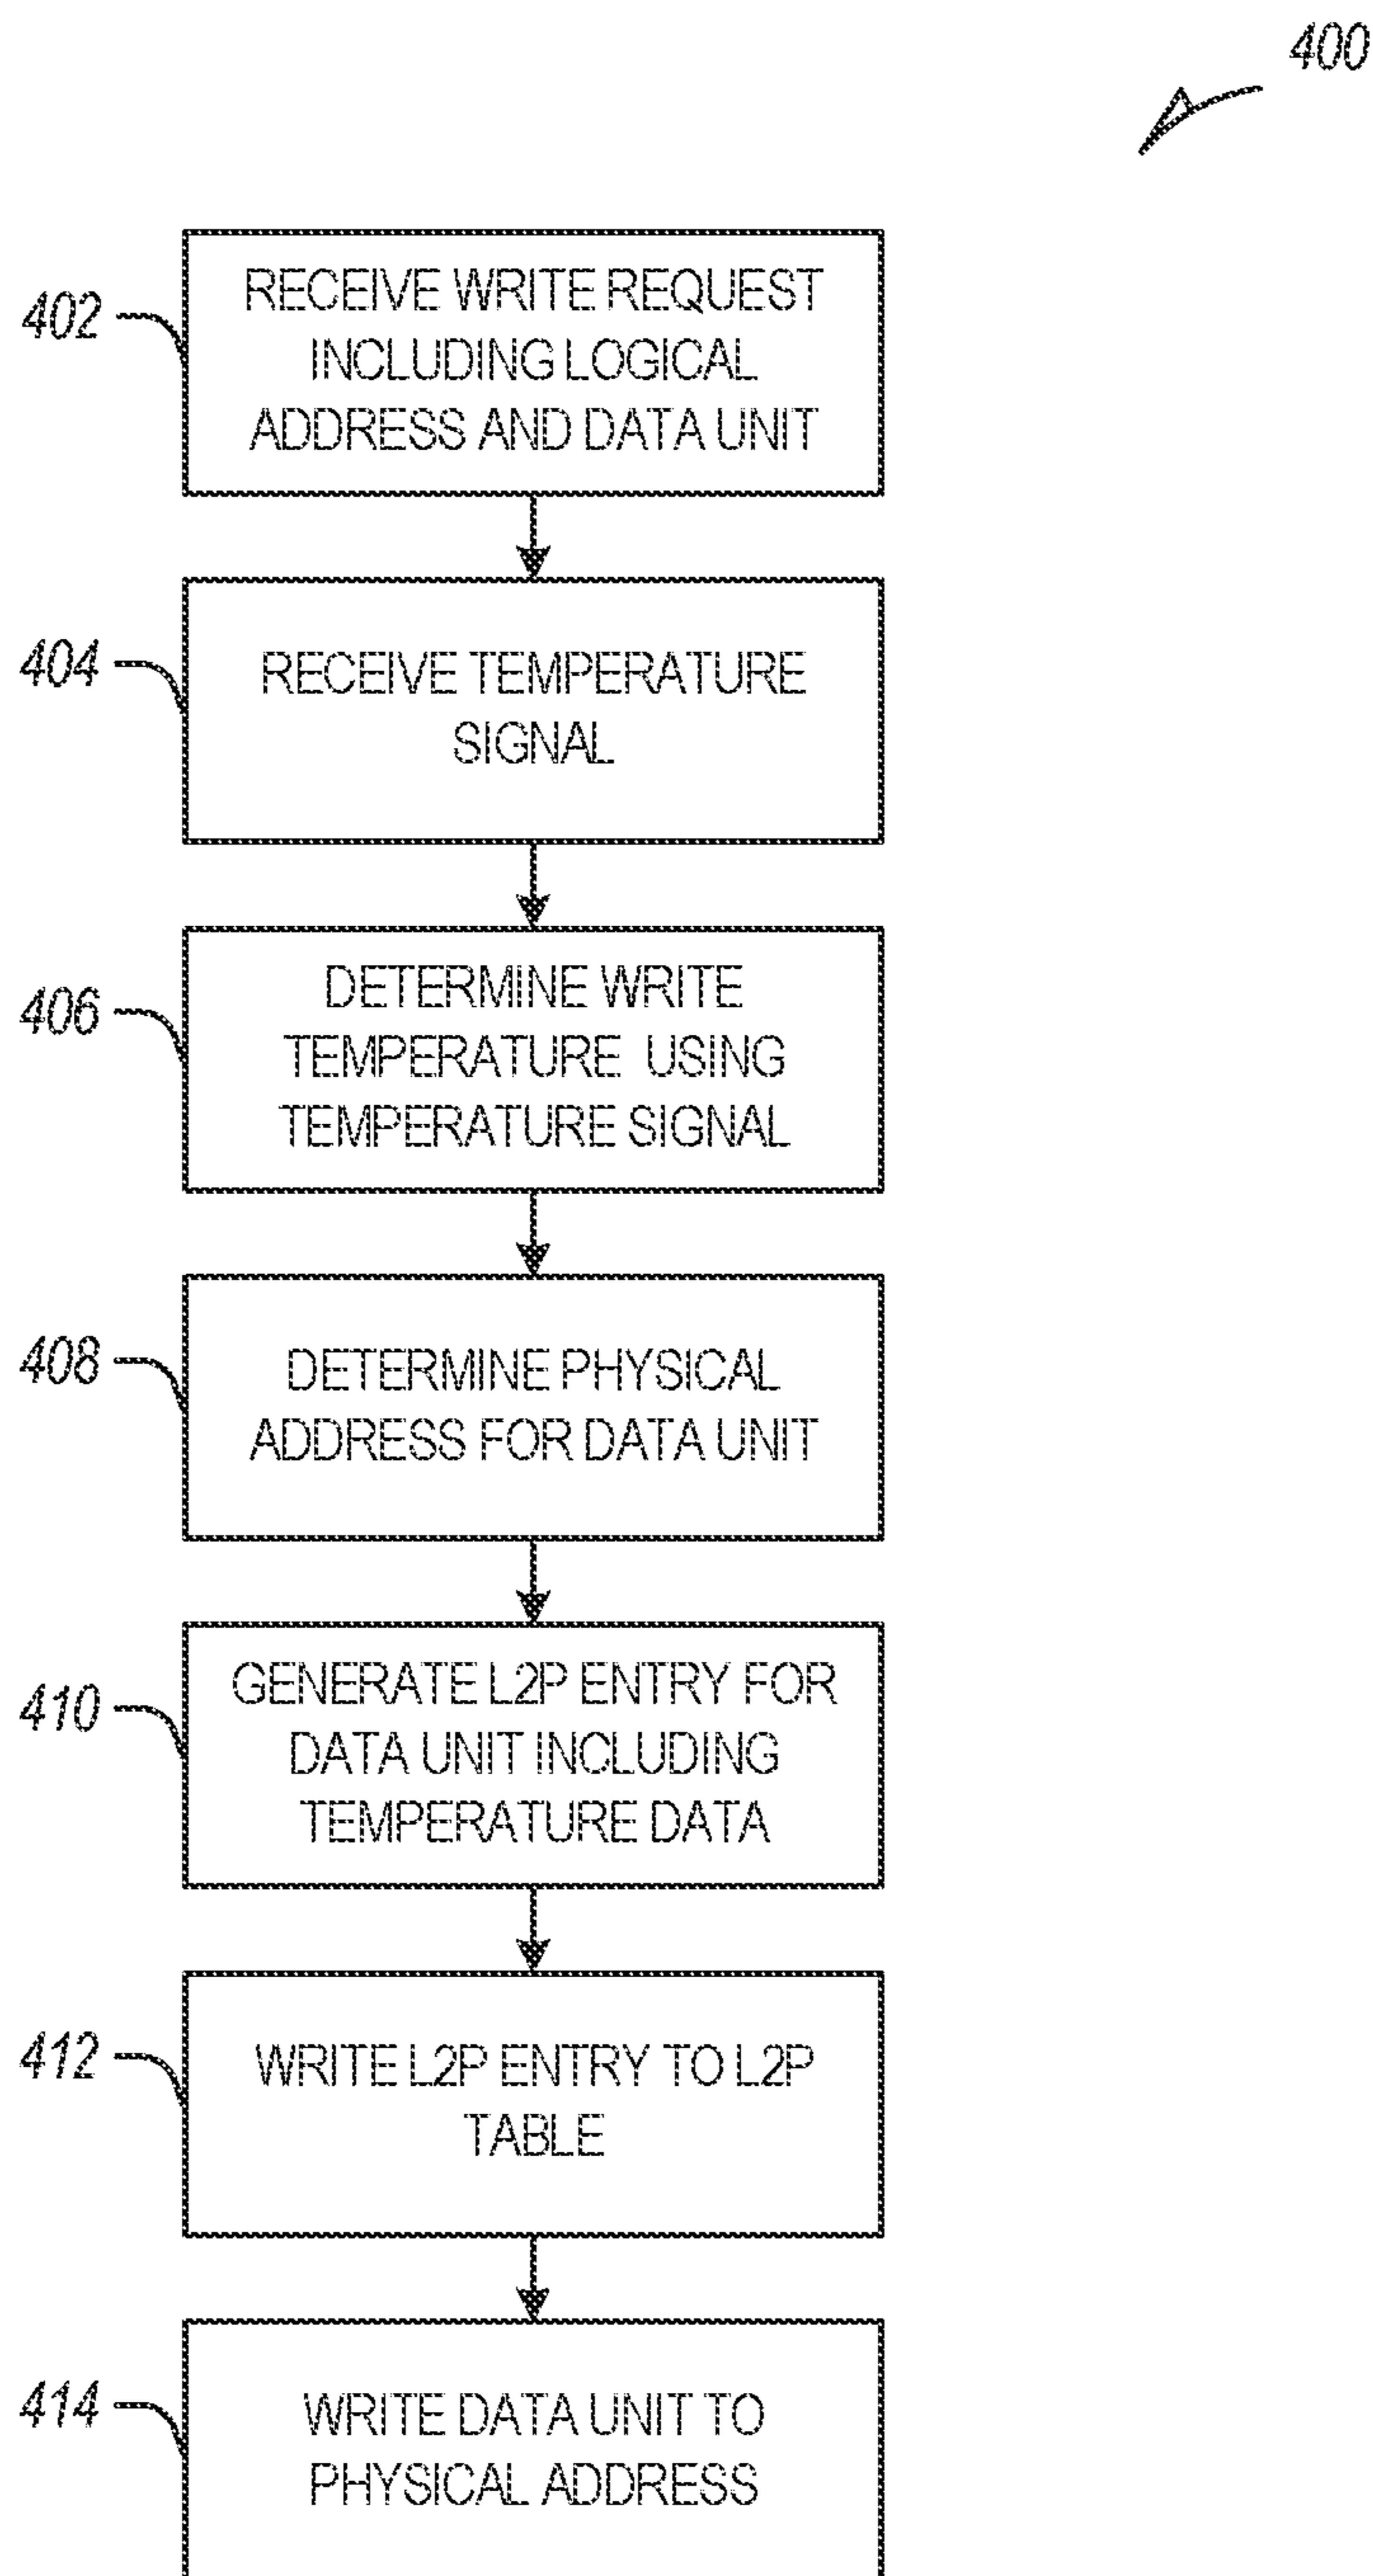 400
402
RECEIVE WRITE REQUEST
INCLUDING LOGICAL
ADDRESS AND DATA UNIT
404
RECEIVE TEMPERATURE
SIGNAL
406
DETERMINE WRITE
TEMPERATURE USING
TEMPERATURE SIGNAL
408
DETERMINE PHYSICAL
ADDRESS FOR DATA UNIT
410
GENERATE L2P ENTRY FOR
DATA UNIT INCLUDING
TEMPERATURE DATA
412
WRITE L2P ENTRY TO L2P
TABLE
414
WRITE DATA UNIT TO
PHYSICAL ADDRESS